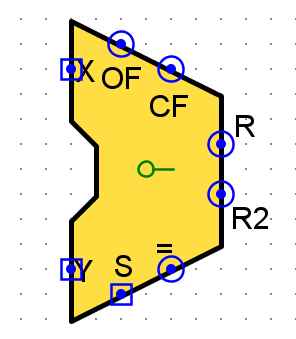 X OF
CF
R
R2
Y S =